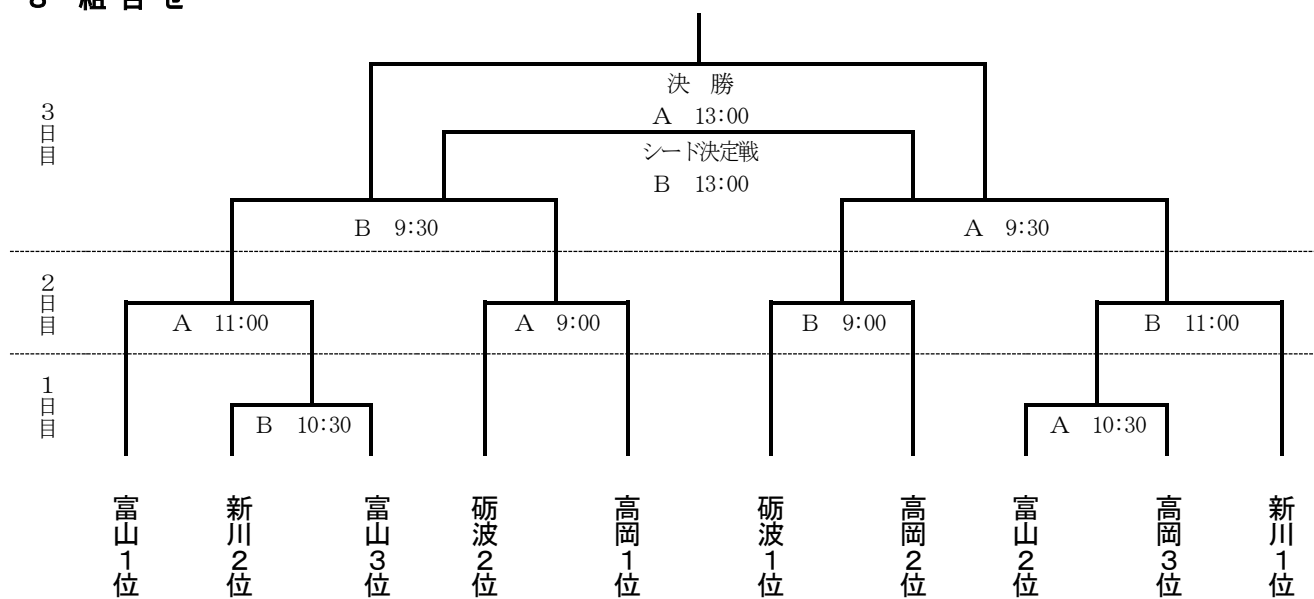 組 合 せ
決 勝
A 13:00
シード決定戦
B 13:00
3日目
B 9:30
A 9:30
2日目
A 11:00
A 9:00
B 9:00
B 11:00
1日目
B 10:30
A 10:30
富山1位
新川2位
富山3位
砺波2位
高岡1位
砺波1位
高岡2位
富山2位
高岡3位
新川1位